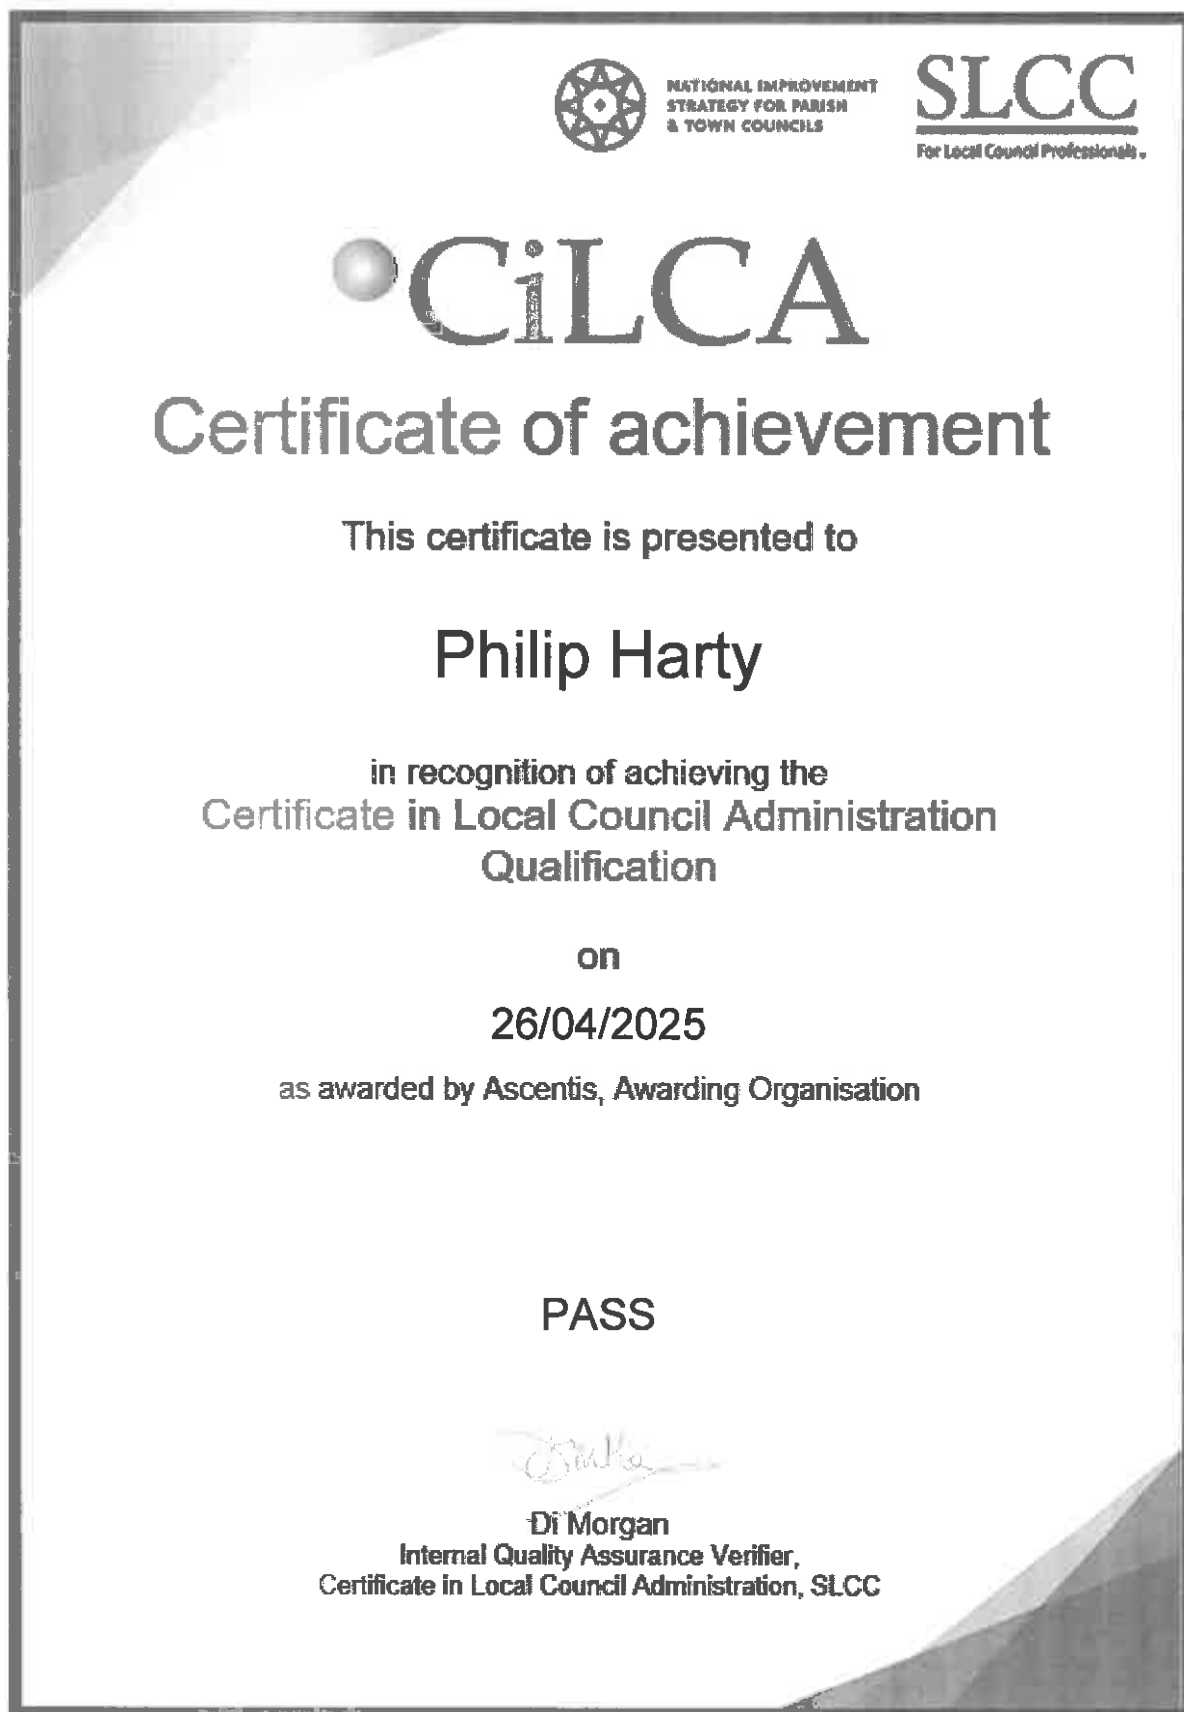 NATIONAL IMPROVEMENT
STRATEGY FOR PARISH
& TOWN COUNCILS
SLCC
For Local Council Professionals.
CiLCA
Certificate of achievement
This certificate is presented to
Philip Harty
in recognition of achieving the
Certificate in Local Council Administration
Qualification
on
26/04/2025
as awarded by Ascentis, Awarding Organisation
PASS
Di Morgan
Internal Quality Assurance Verifier,
Certificate in Local Council Administration, SLCC